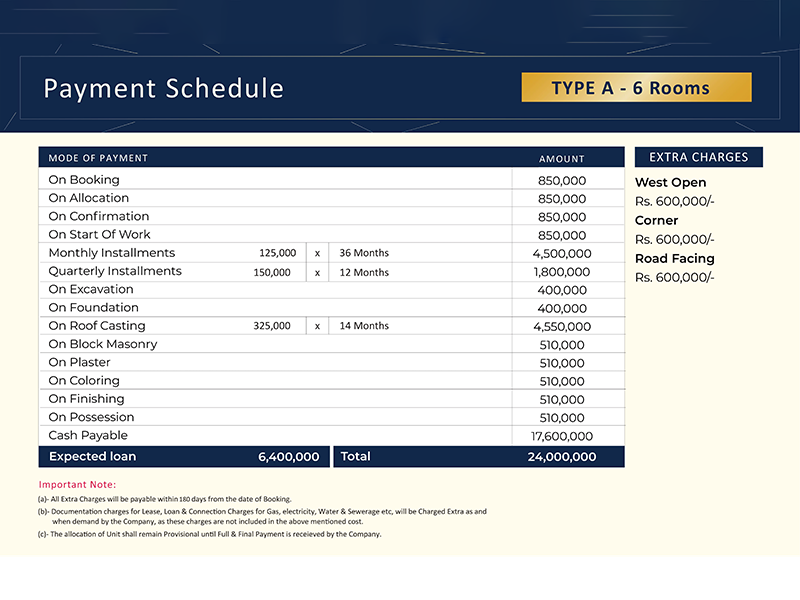 Payment Schedule
TYPE A - 6 Rooms
MODE OF PAYMENT AMOUNT
On Booking 850,000
On Allocation 850,000
On Confirmation 850,000
On Start Of Work 850,000
Monthly Installments 125,000 x 36 Months 4,500,000
Quarterly Installments 150,000 x 12 Months 1,800,000
On Excavation 400,000
On Foundation 400,000
On Roof Casting 325,000 x 14 Months 4,550,000
On Block Masonry 510,000
On Plaster 510,000
On Coloring 510,000
On Finishing 510,000
On Possession 510,000
Cash Payable 17,600,000
Expected loan 6,400,000 Total 24,000,000
EXTRA CHARGES
West Open
Rs. 600,000/-
Corner
Rs. 600,000/-
Road Facing
Rs. 600,000/-
Important Note:
(a)- All Extra Charges will be payable within 180 days from the date of Booking.
(b)- Documentation charges for Lease, Loan & Connection Charges for Gas, electricity, Water & Sewerage etc, will be Charged Extra as and
when demand by the Company, as these charges are not included in the above mentioned cost.
(c)- The allocation of Unit shall remain Provisional until Full & Final Payment is receieved by the Company.